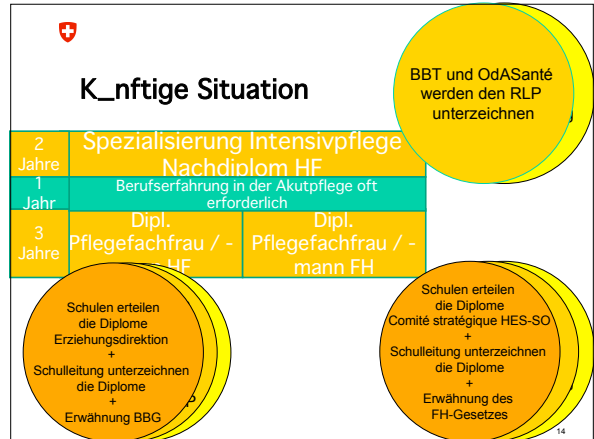 K_nftige Situation
BBT und OdASanté
werden den RLP
unterzeichnen
2
Jahre
Spezialisierung Intensivpflege
Nachdiplom HF
1
Jahr
Berufserfahrung in der Akutpflege oft
erforderlich
3
Jahre
Dipl.
Pflegefachfrau / -
HF
Dipl.
Pflegefachfrau / -
mann FH
Schulen erteilen
die Diplome
Erziehungsdirektion
+
Schulleitung unterzeichnen
die Diplome
+
Erwähnung BBG
Schulen erteilen
die Diplome
Comité stratégique HES-SO
+
Schulleitung unterzeichnen
die Diplome
+
Erwähnung des
FH-Gesetzes
14